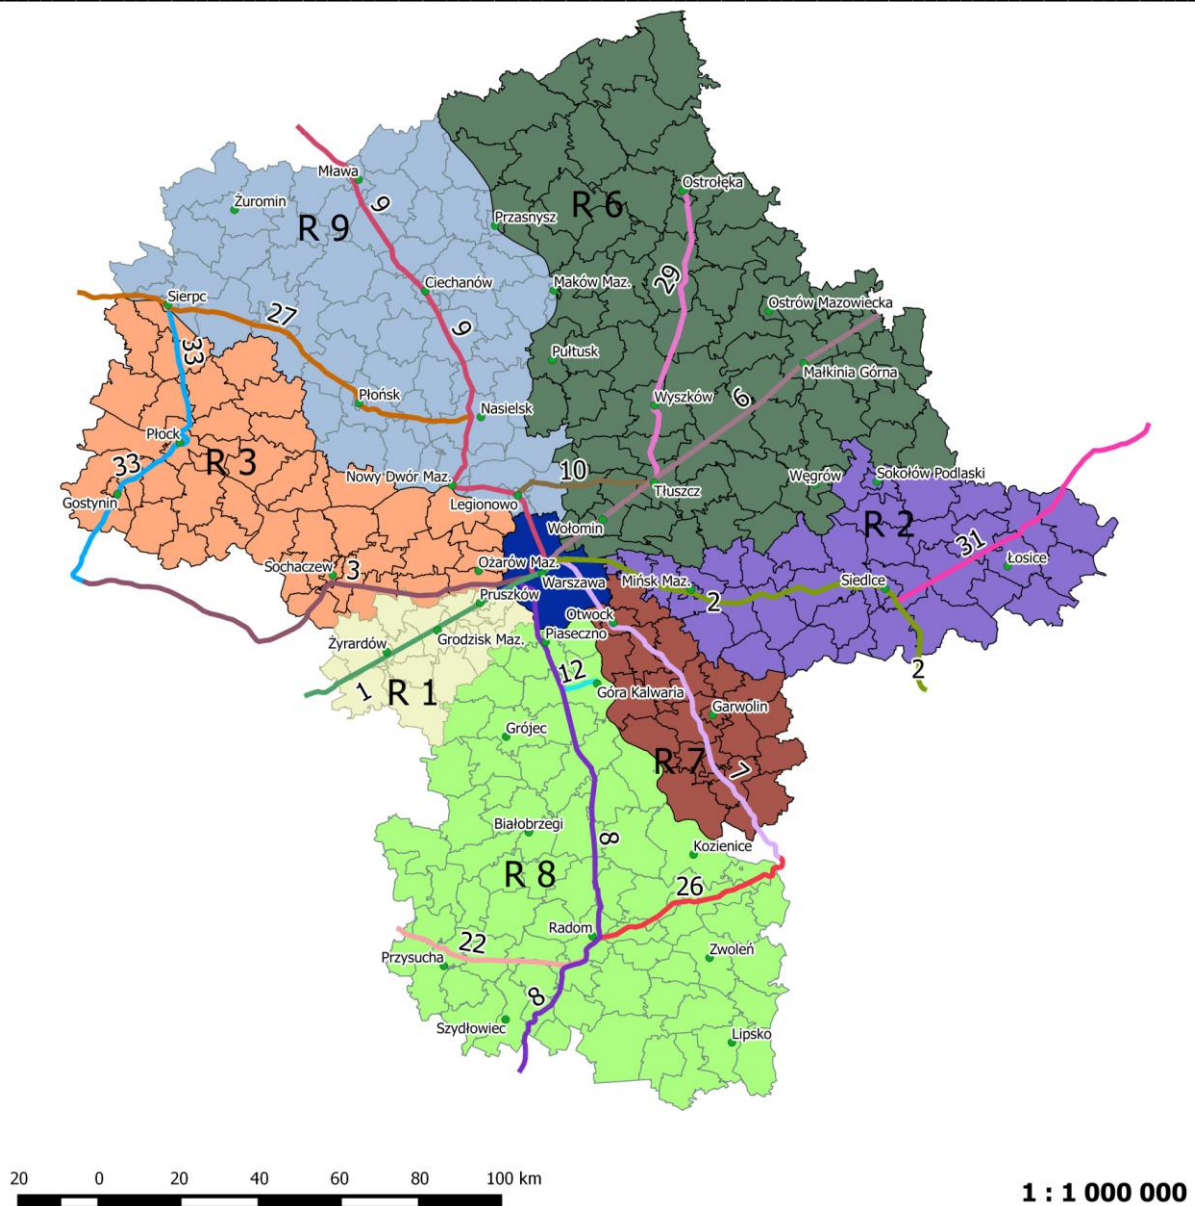 Ostrołęka
Mława
9
R 6
Żuromin
R 9
Przasnysz
29
Ciechanów
Maków Maz.
Sierpc
Ostrów Mazowiecka
27
9
33
Pułtusk
Małkinia Górna
Płońsk
Nasielsk
Wyszków
6
Płock
R 3
33
10
Nowy Dwór Maz.
Węgrów
Sokołów Podlaski
Gostynin
Legionowo
Tłuszcz
Wołomin
R 2
31
Sochaczew
3
Ożarów Maz.
Łosice
Warszawa
Mińsk Maz.
Siedlce
Pruszków
2
Otwock
Grodzisk Maz.
Piaseczno
Żyrardów
2
1
R 1
12
Góra Kalwaria
Garwolin
Grójec
R 7
7
Białobrzegi
8
Kozienice
R 8
26
Radom
22
Zwoleń
Przysucha
8
Szydłowiec
Lipsko
20 0 20 40 60 80 100 km
1 : 1 000 000